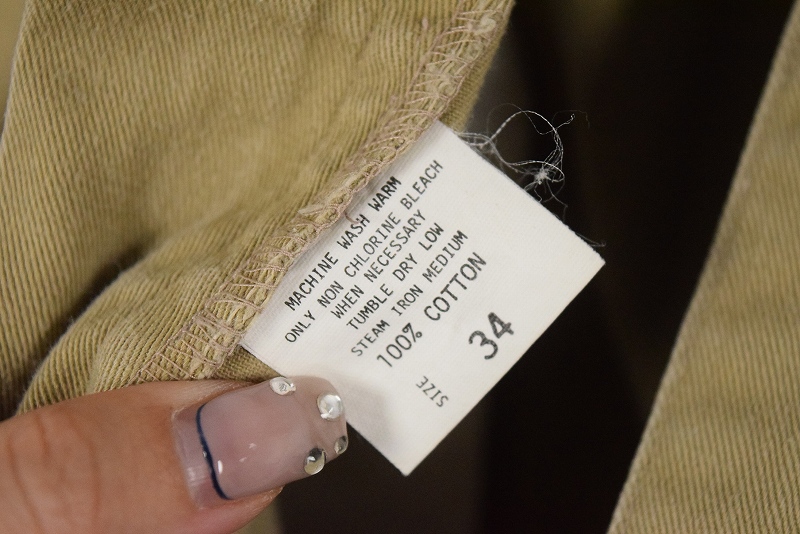 MACHINE WASH WARM
ONLY NON CHLORINE BLEACH
WHEN NECESSARY
TUMBLE DRY LOW
STEAM IRON MEDIUM
100% COTTON
34
SIZE